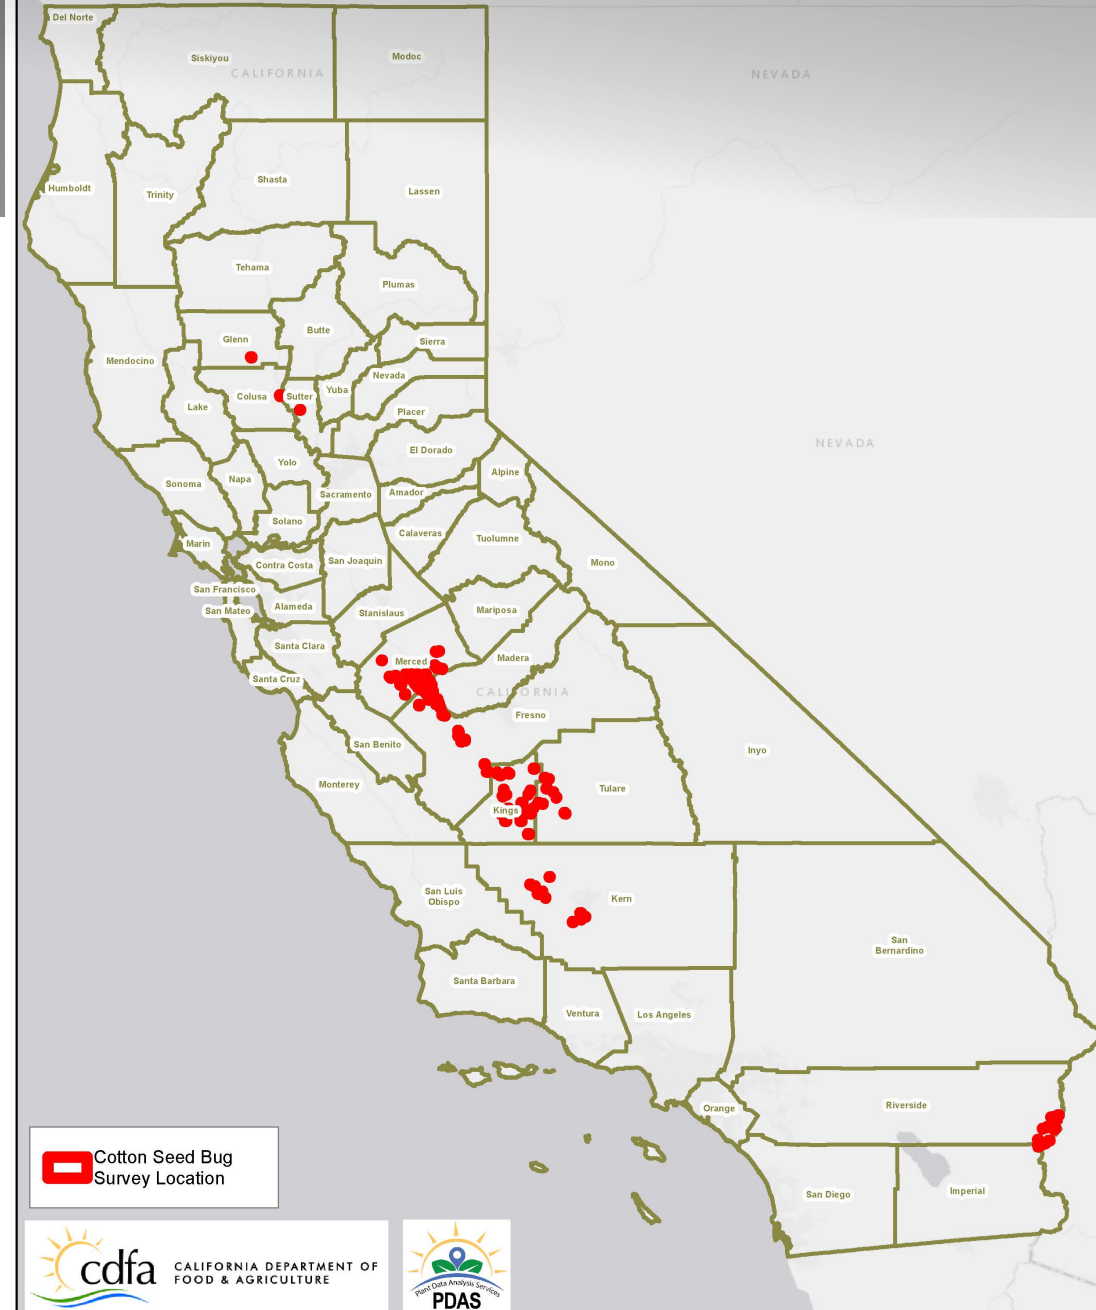 Del Norte
Siskiyou
Modoc
CALIFORNIA
NEVADA
Humboldt
Trinity
Shasta
Lassen
Tehama
Plumas
Glenn
Butte
Sierra
Mendocino
Nevada
Colusa
Sutter
Yuba
Lake
Placer
NEVADA
El Dorado
Yolo
Alpine
Sonoma
Napa
Sacramento
Amador
Solano
Calaveras
Tuolumne
Marin
Contra Costa
San Joaquin
Mono
San Francisco
San Mateo
Alameda
Stanislaus
Mariposa
Santa Clara
Merced
Madera
Santa Cruz
CALIFORNIA
Fresno
San Benito
Inyo
Monterey
Tulare
Kings
San Luis
Obispo
Kern
San
Bernardino
Santa Barbara
Ventura
Los Angeles
Orange
Riverside
San Diego
Imperial
Cotton Seed Bug
Survey Location
cdfa
CALIFORNIA DEPARTMENT OF
FOOD & AGRICULTURE
Plant Data Analysis Services
PDAS